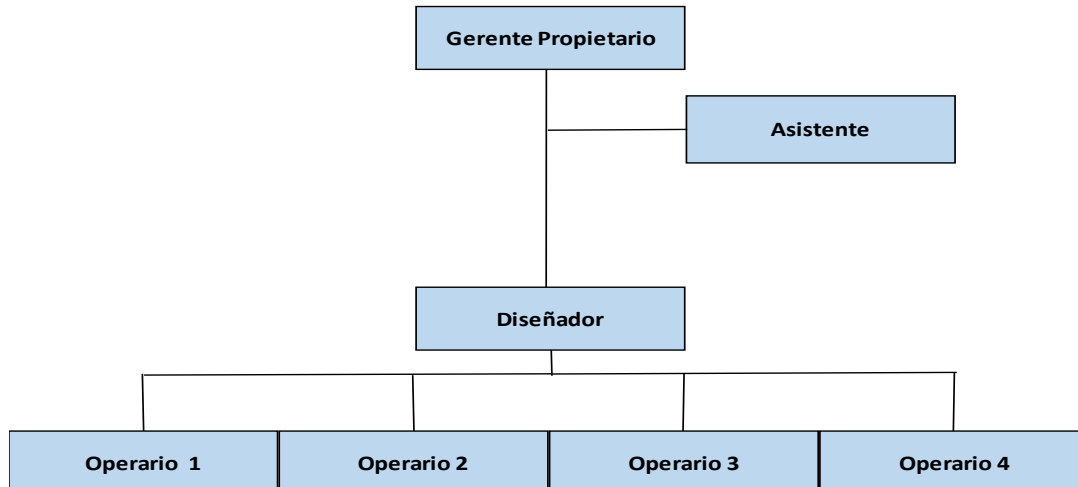 Gerente Propietario
Asistente
Diseñador
Operario 1
Operario 2
Operario 3
Operario 4